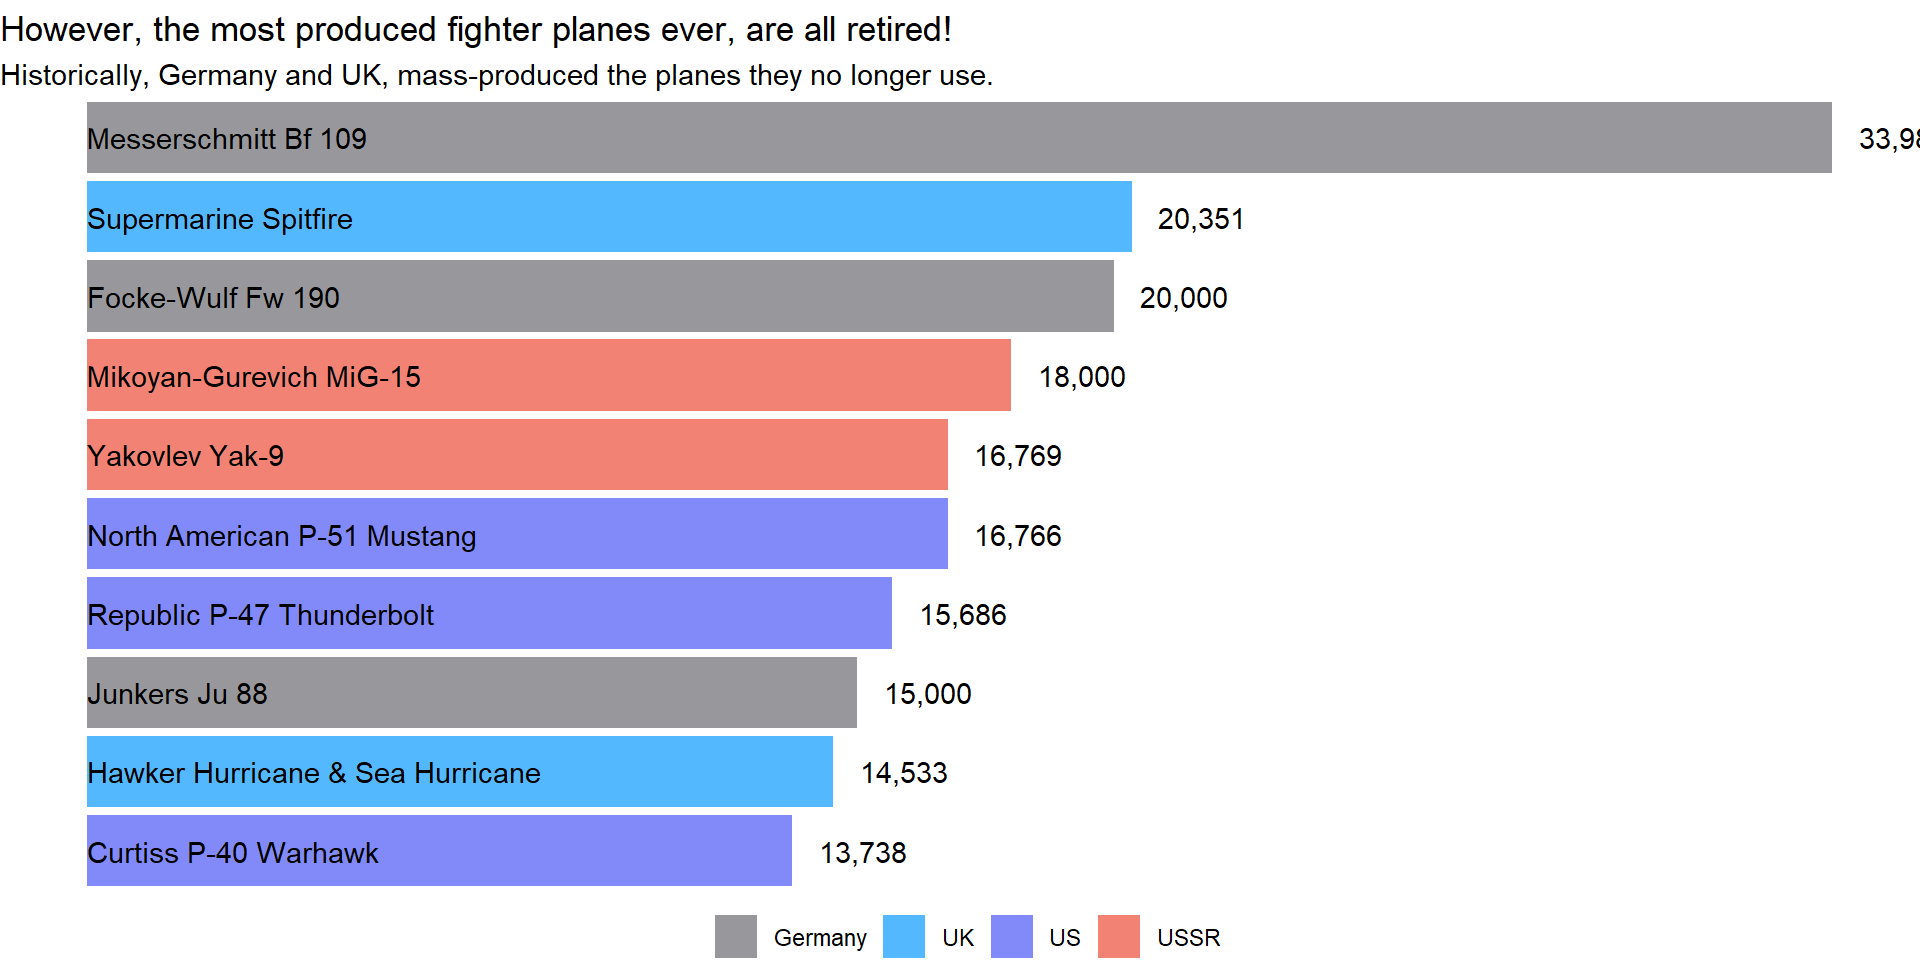 However, the most produced fighter planes ever, are all retired!
Historically, Germany and UK, mass-produced the planes they no longer use.
Messerschmitt Bf 109
Supermarine Spitfire 20,351
Focke-Wulf Fw 190 20,000
Mikoyan-Gurevich MiG-15 18,000
Yakovlev Yak-9 16,769
North American P-51 Mustang 16,766
Republic P-47 Thunderbolt 15,686
Junkers Ju 88 15,000
Hawker Hurricane & Sea Hurricane 14,533
Curtiss P-40 Warhawk 13,738
Germany UK US USSR